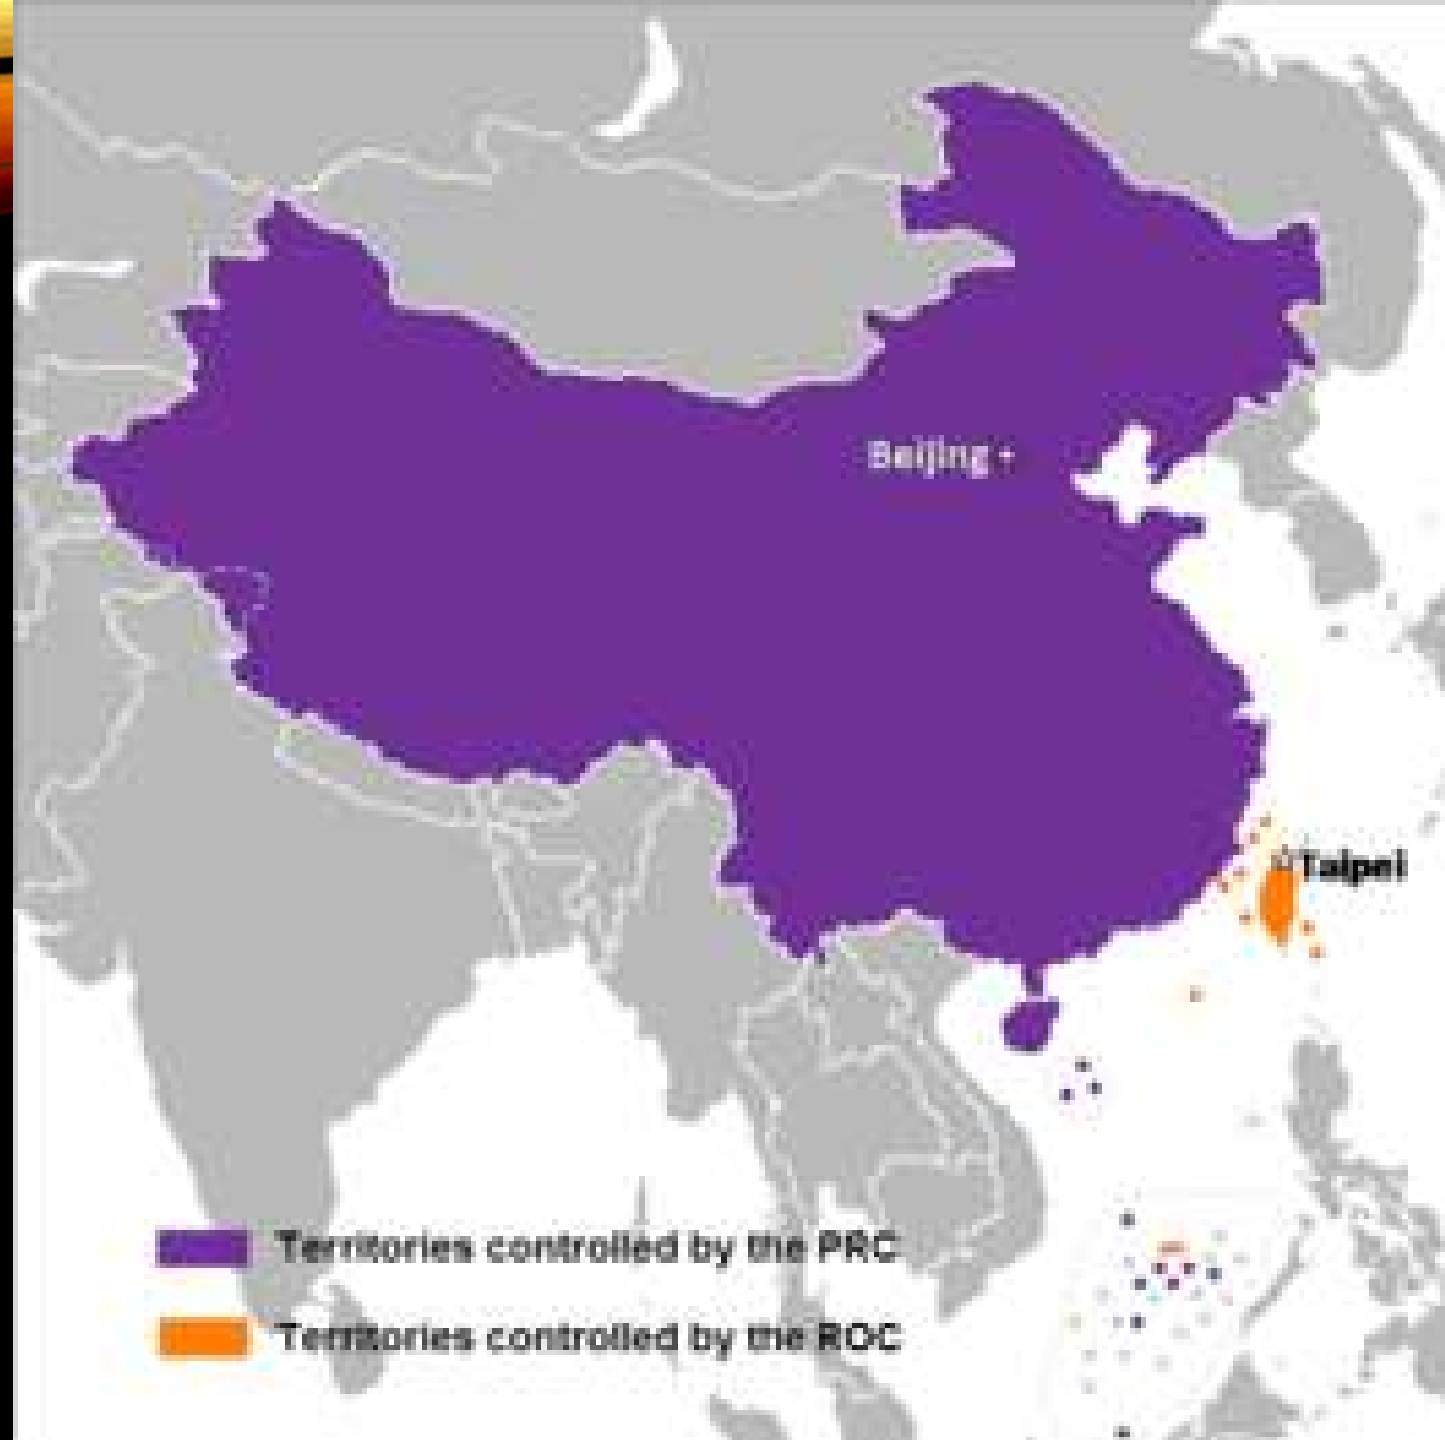 Beijing
Taipei
Territories controlled by the PRC
Territories controlled by the ROC